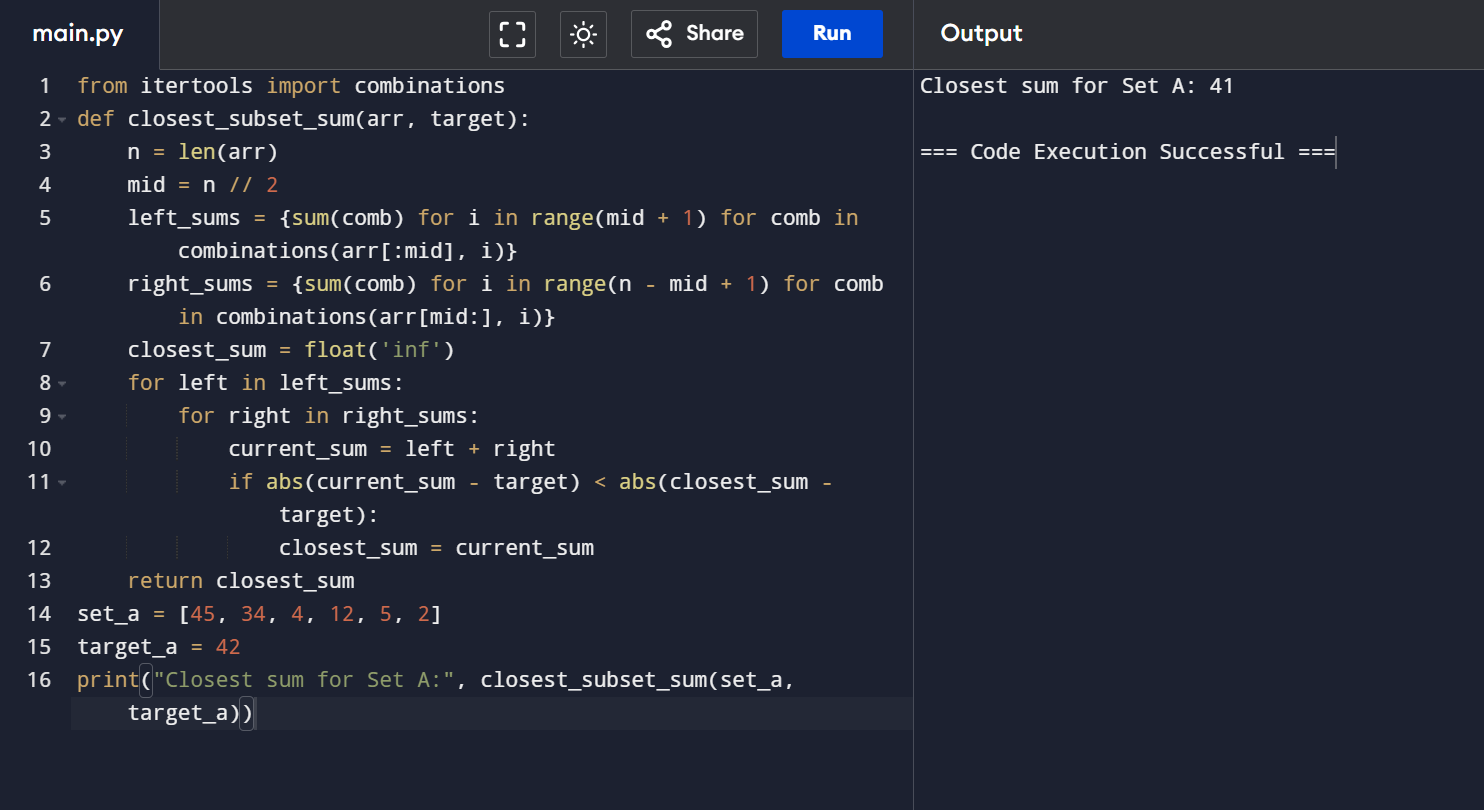 main.py
Share
Run
Output
1 from itertools import combinations
2 def closest_subset_sum(arr, target):
3     n = len(arr)
4     mid = n // 2
5     left_sums = {sum(comb) for i in range(mid + 1) for comb in
        combinations(arr[:mid], i)}
6     right_sums = {sum(comb) for i in range(n - mid + 1) for comb
        in combinations(arr[mid:], i)}
7     closest_sum = float('inf')
8     for left in left_sums:
9         for right in right_sums:
10             current_sum = left + right
11             if abs(current_sum - target) < abs(closest_sum -
                target):
12                 closest_sum = current_sum
13     return closest_sum
14 set_a = [45, 34, 4, 12, 5, 2]
15 target_a = 42
16 print("Closest sum for Set A:", closest_subset_sum(set_a,
    target_a))
Closest sum for Set A: 41
=== Code Execution Successful ===